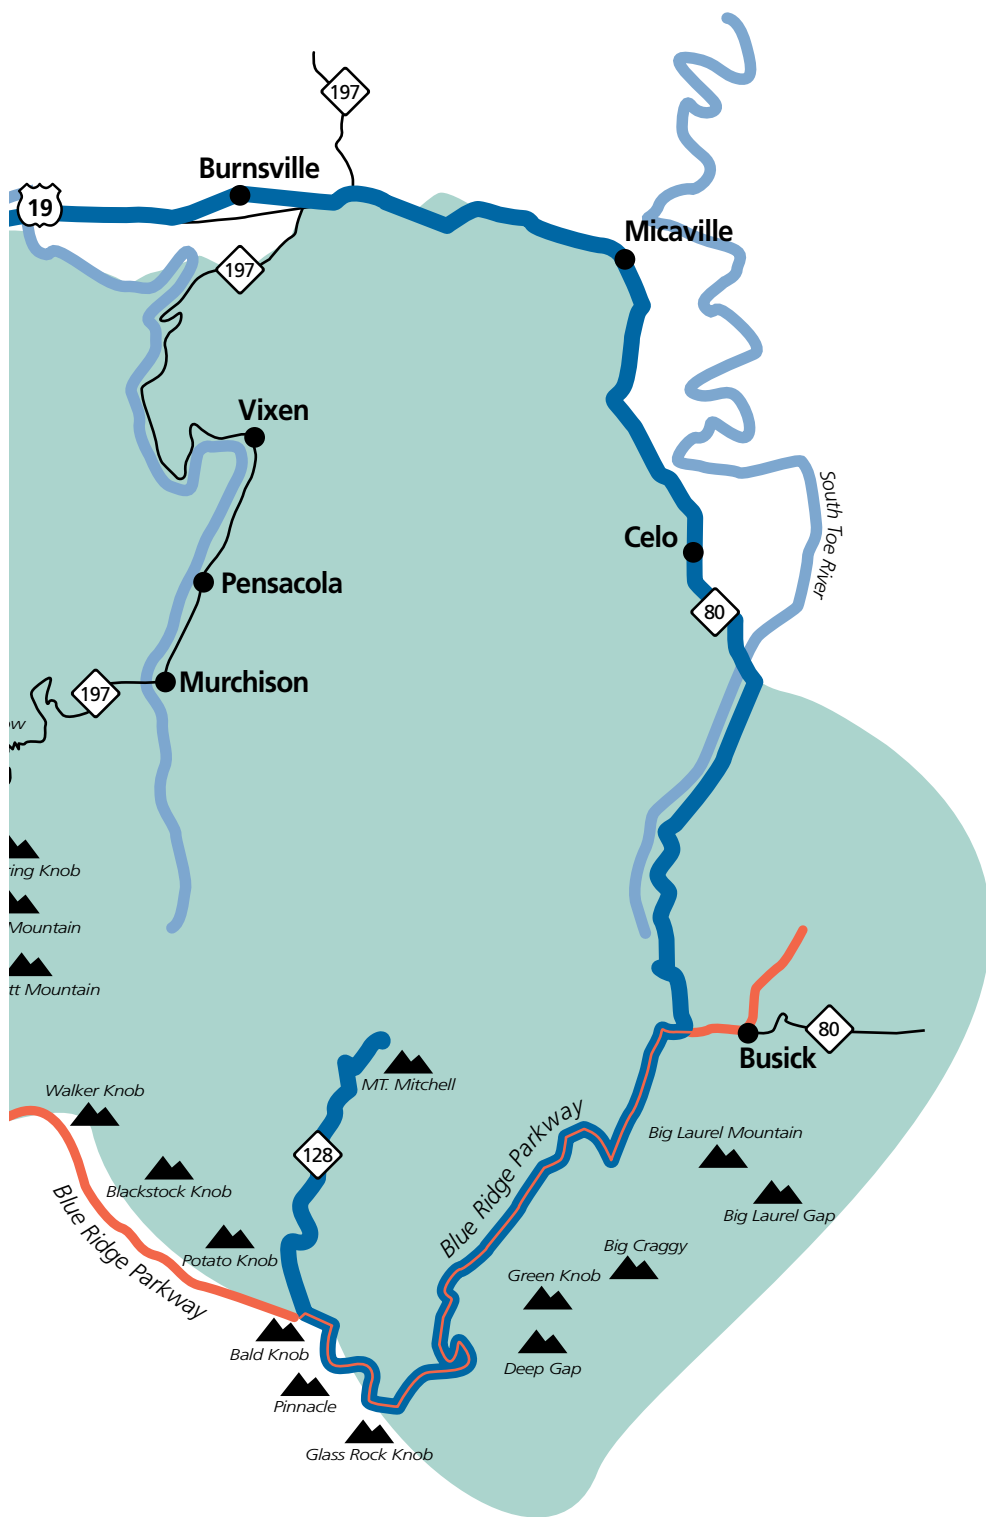 197
Burnsville
19
Micaville
197
Vixen
South Toe River
Celo
Pensacola
80
Murchison
197
ow
ring Knob
Mountain
tt Mountain
80
Busick
MT. Mitchell
Walker Knob
Blue Ridge Parkway
Big Laurel Mountain
128
Blackstock Knob
Big Laurel Gap
Blue Ridge Parkway
Potato Knob
Big Craggy
Green Knob
Bald Knob
Deep Gap
Pinnacle
Glass Rock Knob